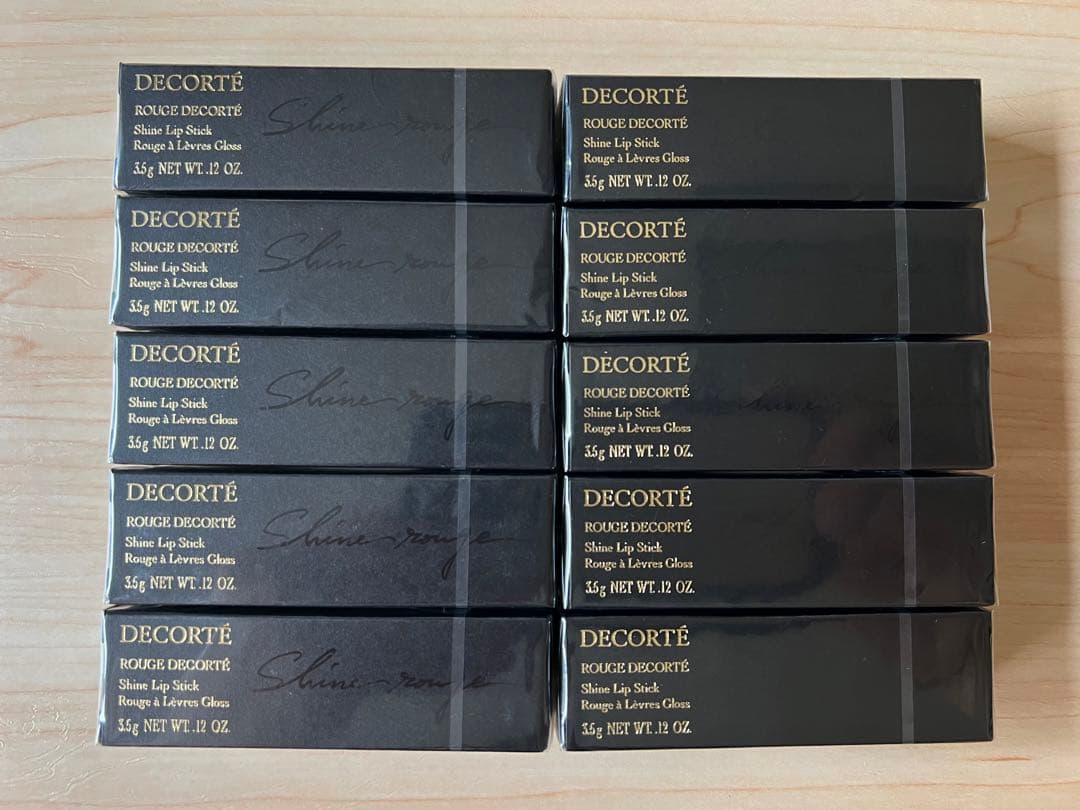 DECORTÉ
ROUGE DECORTÉ
Shine Lip Stick
Rouge à Lèvres Gloss
3.5g NET WT. .12 OZ.
Shine rouge
DECORTÉ
ROUGE DECORTÉ
Shine Lip Stick
Rouge à Lèvres Gloss
3.5g NET WT. .12 OZ.
DECORTÉ
ROUGE DECORTÉ
Shine Lip Stick
Rouge à Lèvres Gloss
3.5g NET WT. .12 OZ.
Shine rouge
DECORTÉ
ROUGE DECORTÉ
Shine Lip Stick
Rouge à Lèvres Gloss
3.5g NET WT. .12 OZ.
DECORTÉ
ROUGE DECORTÉ
Shine Lip Stick
Rouge à Lèvres Gloss
3.5g NET WT. .12 OZ.
Shine rouge
DECORTÉ
ROUGE DECORTÉ
Shine Lip Stick
Rouge à Lèvres Gloss
3.5g NET WT. .12 OZ.
DECORTÉ
ROUGE DECORTÉ
Shine Lip Stick
Rouge à Lèvres Gloss
3.5g NET WT. .12 OZ.
Shine rouge
DECORTÉ
ROUGE DECORTÉ
Shine Lip Stick
Rouge à Lèvres Gloss
3.5g NET WT. .12 OZ.
DECORTÉ
ROUGE DECORTÉ
Shine Lip Stick
Rouge à Lèvres Gloss
3.5g NET WT. .12 OZ.
Shine rouge
DECORTÉ
ROUGE DECORTÉ
Shine Lip Stick
Rouge à Lèvres Gloss
3.5g NET WT. .12 OZ.